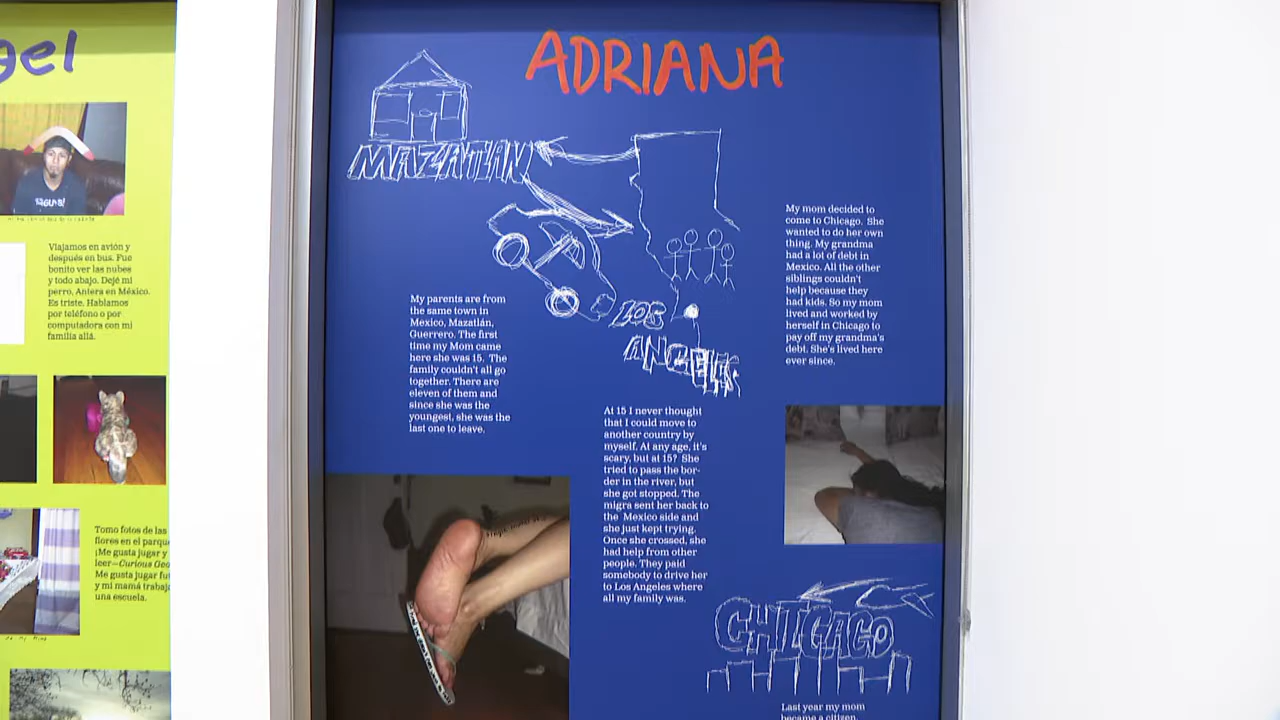 gel
Viajamos en avión y
después en bus. Fue
bonito ver las nubes
y todo abajo. Dejé mi
perro, Antera en México.
Es triste. Hablamos
por teléfono o por
computadora con mi
familia allá.
Tomo fotos de las
flores en el parque
¡Me gusta jugar y
leer—Curious Geo
Me gusta jugar fu
y mi mamá trabaja
una escuela.
ADRIANA
MAZATLAN
LOS
ANGELES
My parents are from
the same town in
Mexico, Mazatlán,
Guerrero. The first
time my Mom came
here she was 15. The
family couldn't all go
together. There are
eleven of them and
since she was the
youngest, she was the
last one to leave.
At 15 I never thought
that I could move to
another country by
myself. At any age, it's
scary, but at 15? She
tried to pass the bor-
der in the river, but
she got stopped. The
migra sent her back to
the Mexico side and
she just kept trying.
Once she crossed, she
had help from other
people. They paid
somebody to drive her
to Los Angeles where
all my family was.
My mom decided to
come to Chicago. She
wanted to do her own
thing. My grandma
had a lot of debt in
Mexico. All the other
siblings couldn't
help because they
had kids. So my mom
lived and worked by
herself in Chicago to
pay off my grandma's
debt. She's lived here
ever since.
CHICAGO
Last year my mom
became a citizen.